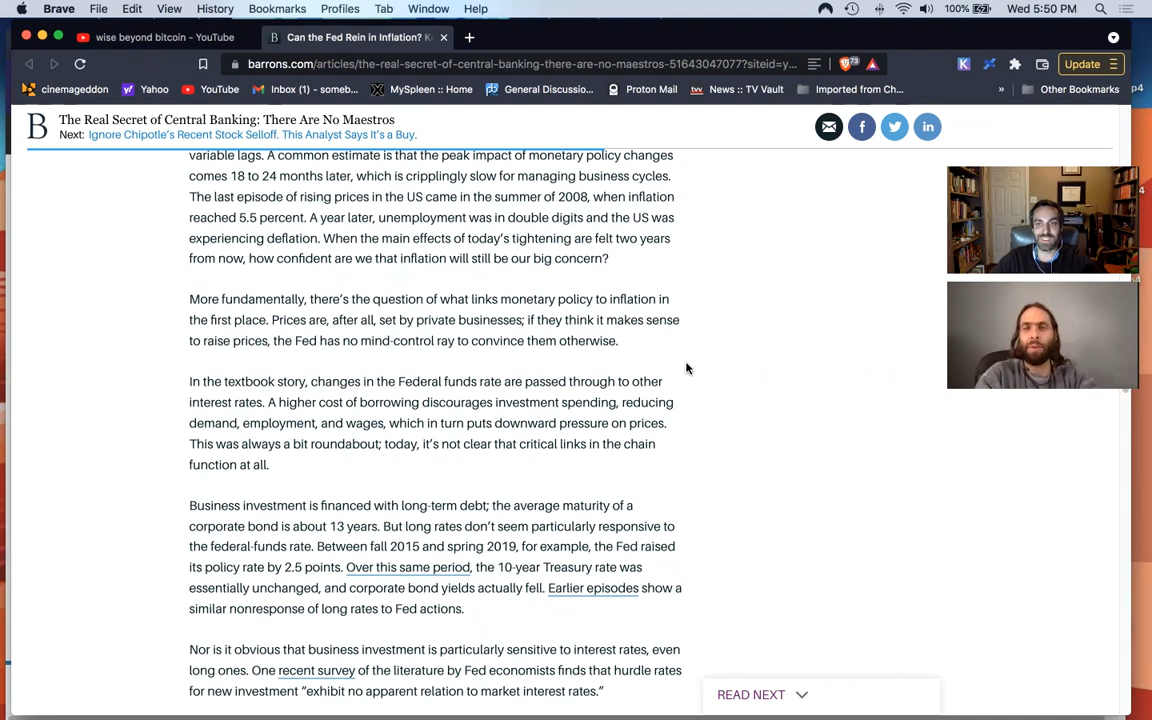 Brave File Edit View History Bookmarks Profiles Tab Window Help 100% Wed 5:50 PM
wise beyond bitcoin - YouTube B Can the Fed Rein in Inflation? K
barrons.com/articles/the-real-secret-of-central-banking-there-are-no-maestros-51643047077?siteid=y... 73 K Update
cinemageddon Yahoo YouTube Inbox (1) – someb... MySpleen :: Home General Discussio... Proton Mail tvv News :: TV Vault Imported from Ch... » Other Bookmarks p4
B The Real Secret of Central Banking: There Are No Maestros
Next: Ignore Chipotle's Recent Stock Selloff. This Analyst Says It's a Buy.
variable lags. A common estimate is that the peak impact of monetary policy changes
comes 18 to 24 months later, which is cripplingly slow for managing business cycles.
The last episode of rising prices in the US came in the summer of 2008, when inflation
reached 5.5 percent. A year later, unemployment was in double digits and the US was
experiencing deflation. When the main effects of today's tightening are felt two years
from now, how confident are we that inflation will still be our big concern?
More fundamentally, there's the question of what links monetary policy to inflation in
the first place. Prices are, after all, set by private businesses; if they think it makes sense
to raise prices, the Fed has no mind-control ray to convince them otherwise.
In the textbook story, changes in the Federal funds rate are passed through to other
interest rates. A higher cost of borrowing discourages investment spending, reducing
demand, employment, and wages, which in turn puts downward pressure on prices.
This was always a bit roundabout; today, it's not clear that critical links in the chain
function at all.
Business investment is financed with long-term debt; the average maturity of a
corporate bond is about 13 years. But long rates don't seem particularly responsive to
the federal-funds rate. Between fall 2015 and spring 2019, for example, the Fed raised
its policy rate by 2.5 points. Over this same period, the 10-year Treasury rate was
essentially unchanged, and corporate bond yields actually fell. Earlier episodes show a
similar nonresponse of long rates to Fed actions.
Nor is it obvious that business investment is particularly sensitive to interest rates, even
long ones. One recent survey of the literature by Fed economists finds that hurdle rates
for new investment “exhibit no apparent relation to market interest rates.”
READ NEXT